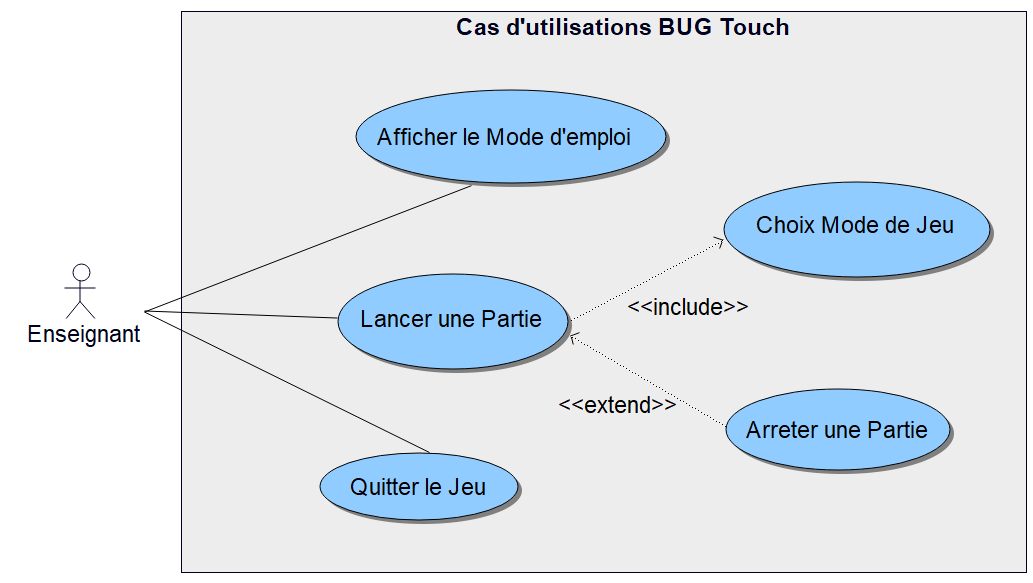 Cas d'utilisations BUG Touch
Afficher le Mode d'emploi
Choix Mode de Jeu
<<include>>
Lancer une Partie
Enseignant
<<extend>>
Arreter une Partie
Quitter le Jeu